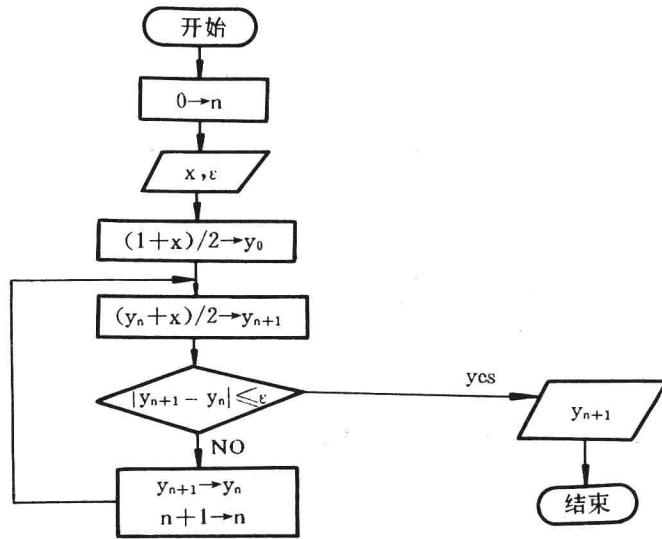 开始
0→n
x,ε
(1+x)/2→y₀
(yₙ+x)/2→yₙ₊₁
|yₙ₊₁-yₙ|≤ε
ycs
NO
yₙ₊₁
yₙ₊₁→yₙ
n+1→n
结束